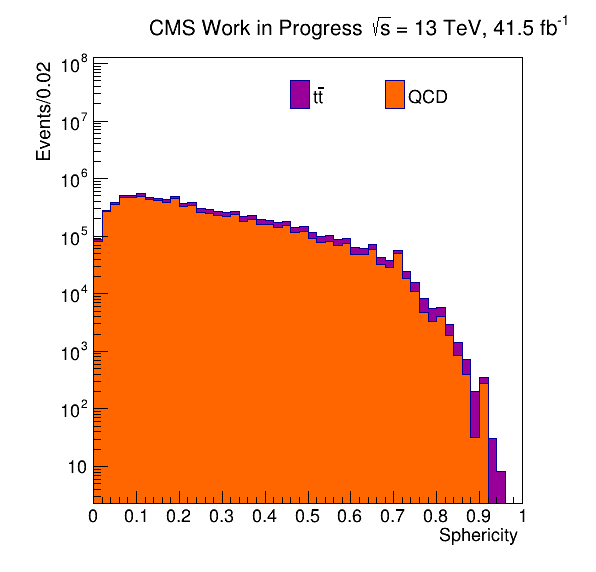 CMS Work in Progress √s = 13 TeV, 41.5 fb⁻¹
Events/0.02
10⁸
10⁷
10⁶
10⁵
10⁴
10³
10²
10
tt̄
QCD
0 0.1 0.2 0.3 0.4 0.5 0.6 0.7 0.8 0.9 1
Sphericity